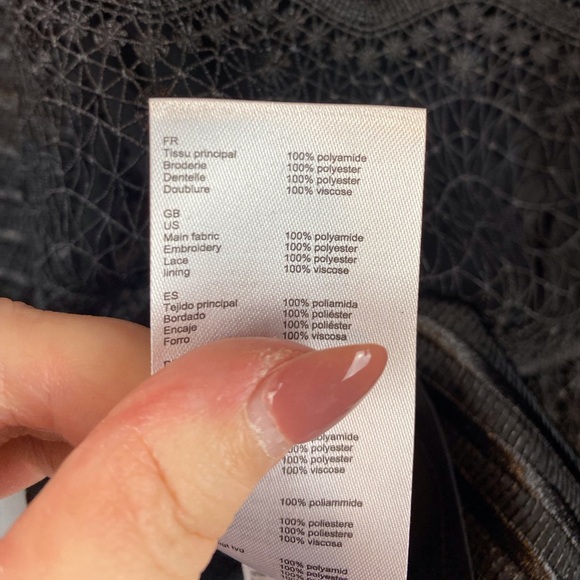 FR
Tissu principal 100% polyamide
Broderie 100% polyester
Dentelle 100% polyester
Doublure 100% viscose
GB
US
Main fabric 100% polyamide
Embroidery 100% polyester
Lace 100% polyester
lining 100% viscose
ES
Tejido principal 100% poliamida
Bordado 100% poliéster
Encaje 100% poliéster
Forro 100% viscosa
100% polyester
100% viscose
100% poliammide
100% poliestere
100% poliestere
100% viscosa
100% polyamid
100% polyester